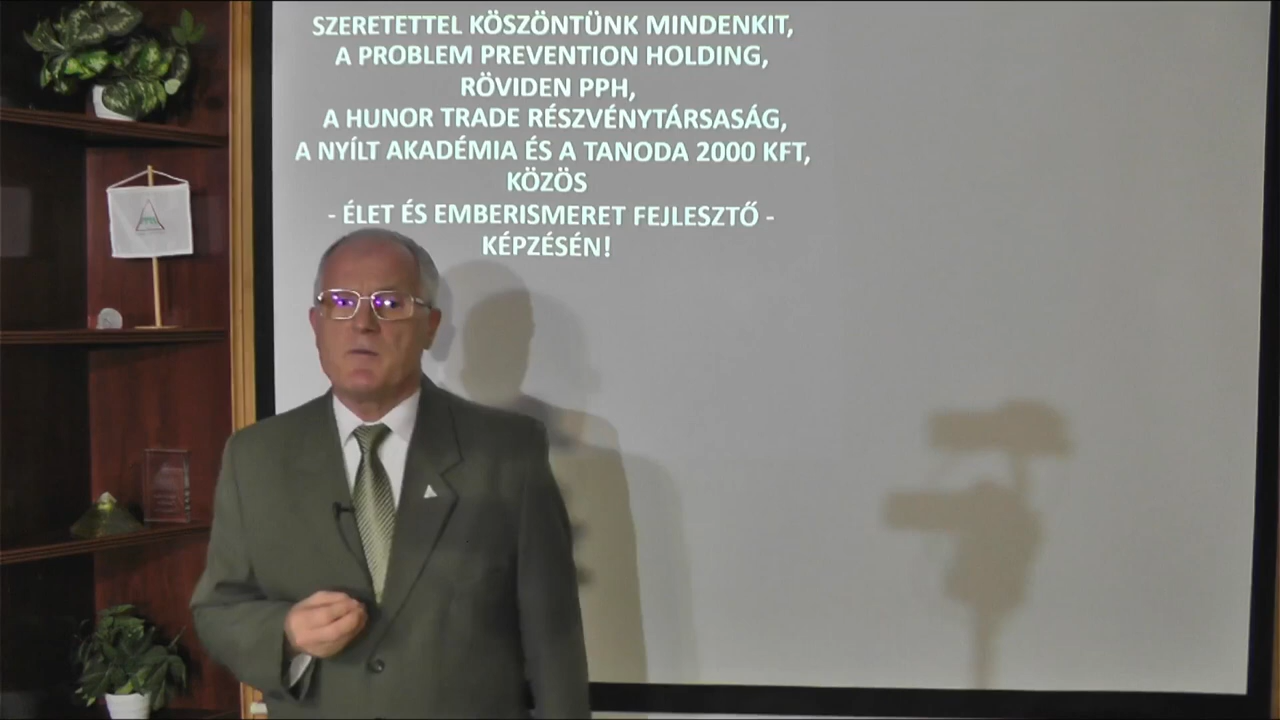 SZERETETTEL KÖSZÖNTÜNK MINDENKIT,
A PROBLEM PREVENTION HOLDING,
RÖVIDEN PPH,
A HUNOR TRADE RÉSZVÉNYTÁRSASÁG,
A NYÍLT AKADÉMIA ÉS A TANODA 2000 KFT,
KÖZÖS
- ÉLET ÉS EMBERISMERET FEJLESZTŐ -
KÉPZÉSÉN!